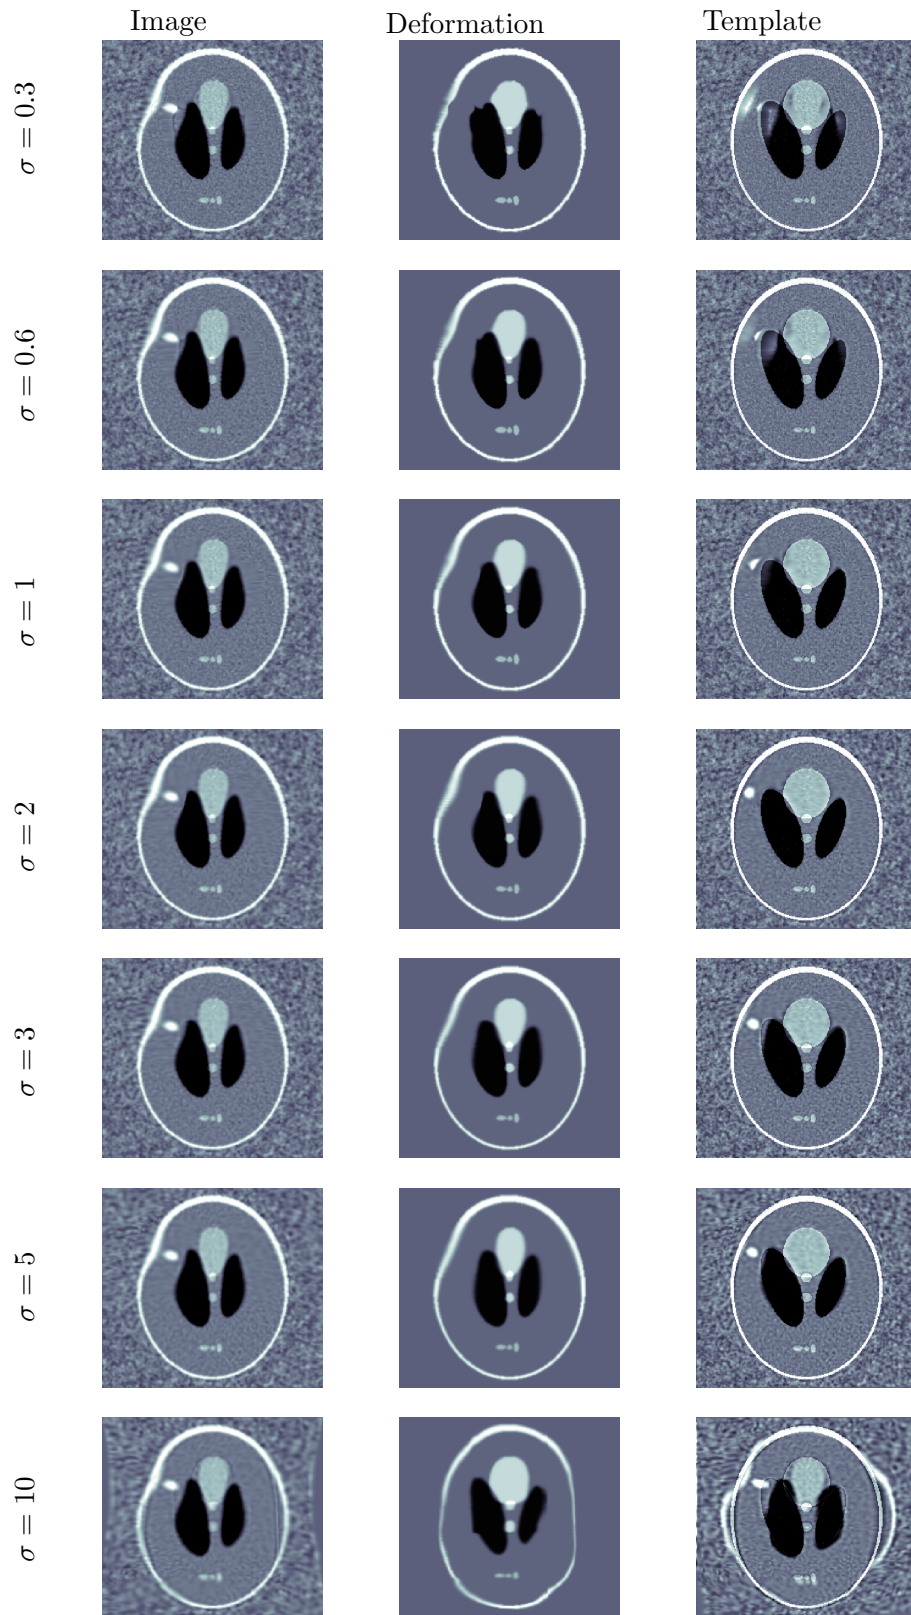 Image Deformation Template
σ = 0.3
σ = 0.6
σ = 1
σ = 2
σ = 3
σ = 5
σ = 10